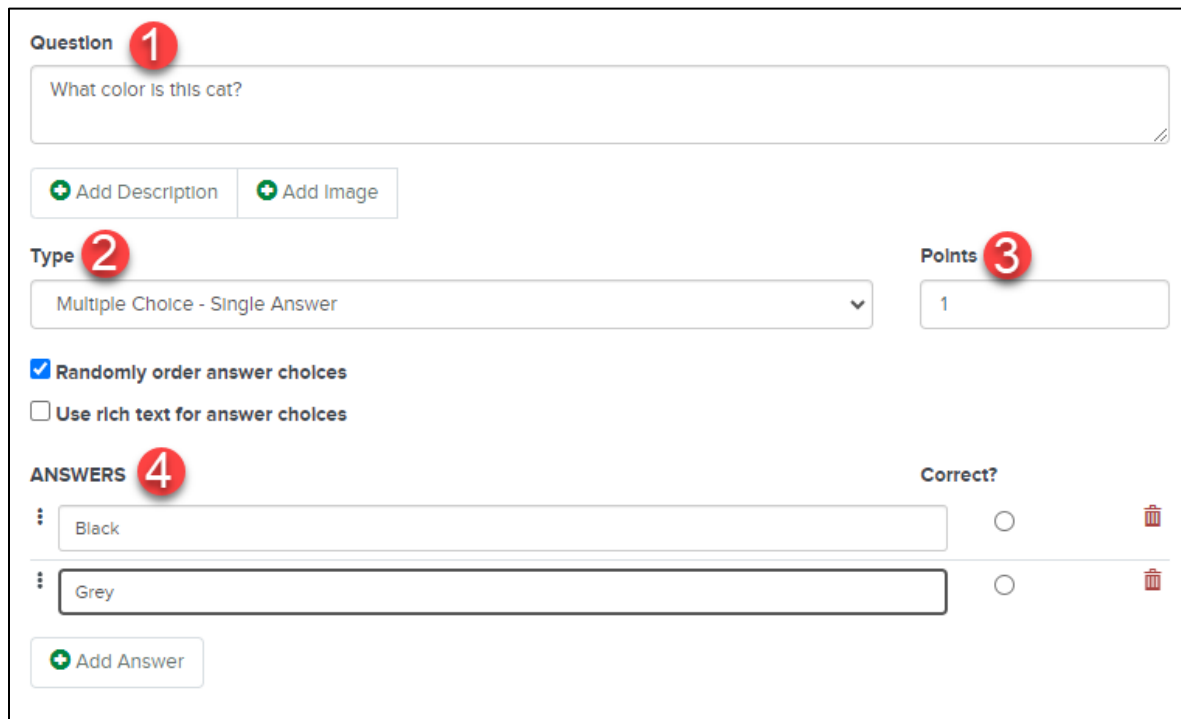 Question 1
What color is this cat?
Add Description Add Image
Type 2 Points 3
Multiple Choice - Single Answer 1
Randomly order answer choices
Use rich text for answer choices
ANSWERS 4 Correct?
Black
Grey
Add Answer